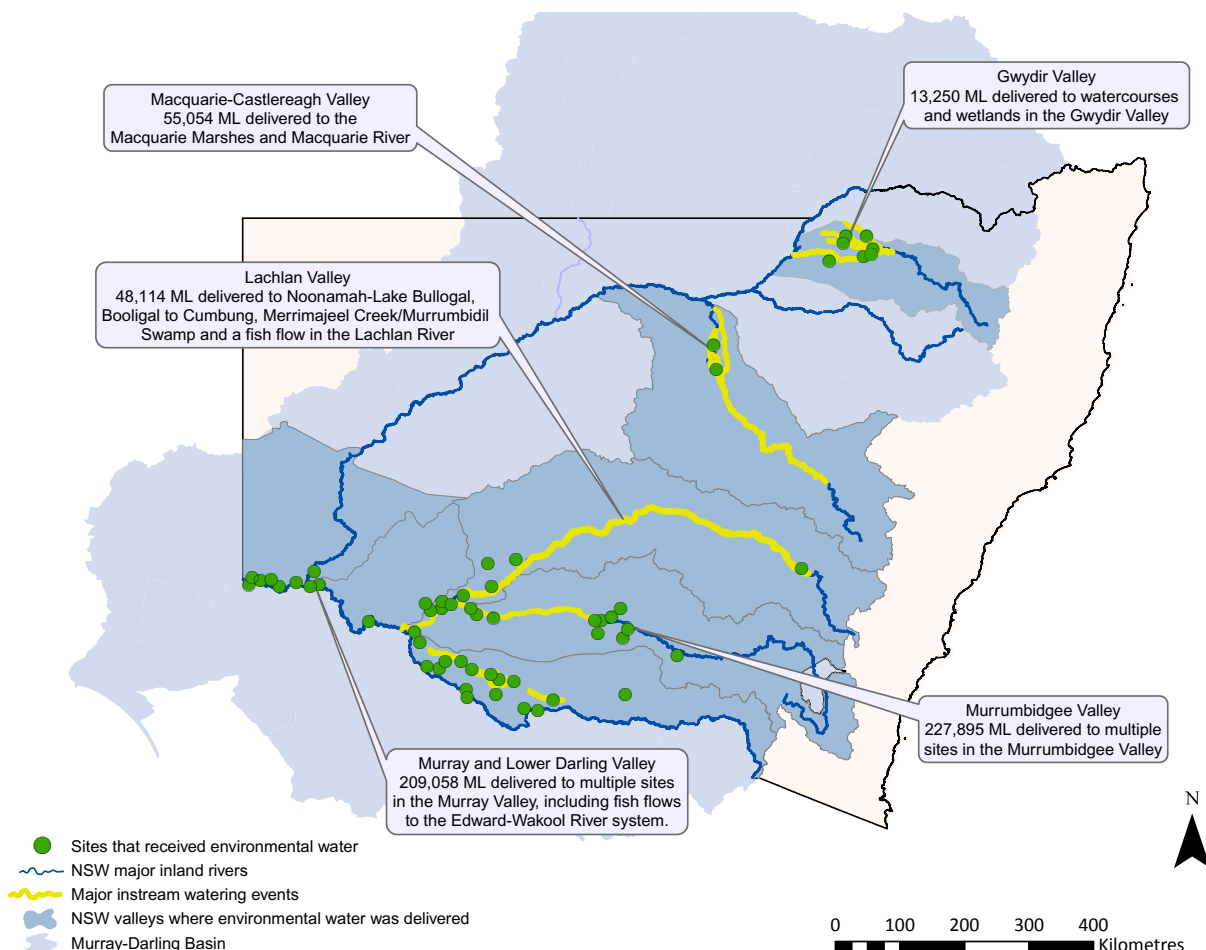 Gwydir Valley
13,250 ML delivered to watercourses
and wetlands in the Gwydir Valley
Macquarie-Castlereagh Valley
55,054 ML delivered to the
Macquarie Marshes and Macquarie River
Lachlan Valley
48,114 ML delivered to Noonamah-Lake Bullogal,
Booligal to Cumbung, Merrimajeel Creek/Murrumbidil
Swamp and a fish flow in the Lachlan River
Murrumbidgee Valley
227,895 ML delivered to multiple
sites in the Murrumbidgee Valley
Murray and Lower Darling Valley
209,058 ML delivered to multiple sites
in the Murray Valley, including fish flows
to the Edward-Wakool River system.
N
Sites that received environmental water
NSW major inland rivers
Major instream watering events
NSW valleys where environmental water was delivered
Murray-Darling Basin
0 100 200 300 400
Kilometres